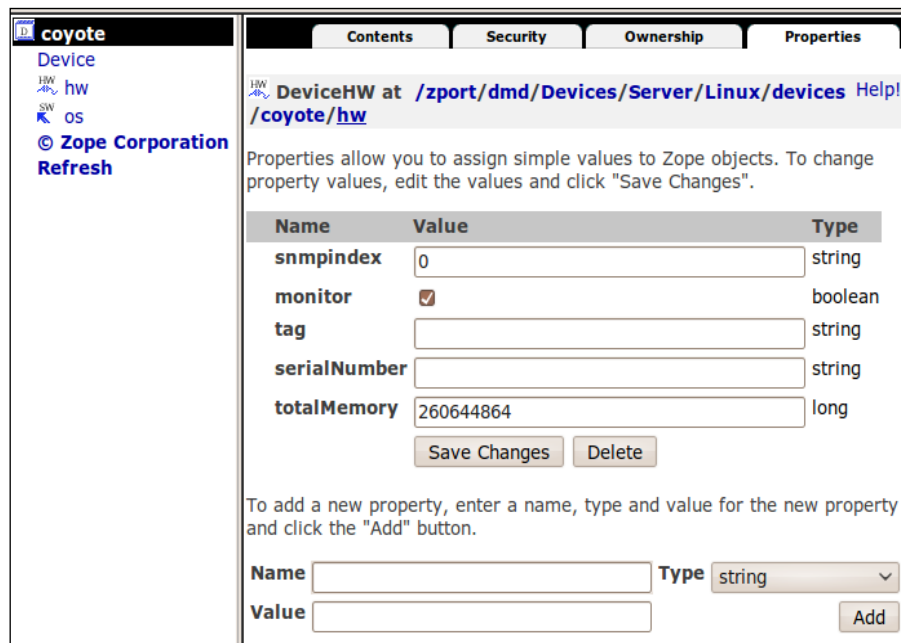 coyote
Device
HW hw
SW os
© Zope Corporation
Refresh
Contents Security Ownership Properties
HW DeviceHW at /zport/dmd/Devices/Server/Linux/devices Help!
/coyote/hw
Properties allow you to assign simple values to Zope objects. To change
property values, edit the values and click "Save Changes".
Name Value Type
snmpindex 0 string
monitor boolean
tag string
serialNumber string
totalMemory 260644864 long
Save Changes Delete
To add a new property, enter a name, type and value for the new property
and click the "Add" button.
Name Type string
Value Add